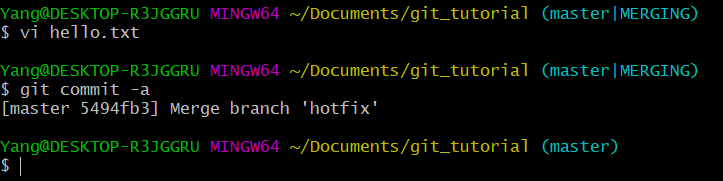 Yang@DESKTOP-R3JGGRU MINGW64 ~/Documents/git_tutorial (master|MERGING)
$ vi hello.txt
Yang@DESKTOP-R3JGGRU MINGW64 ~/Documents/git_tutorial (master|MERGING)
$ git commit -a
[master 5494fb3] Merge branch 'hotfix'
Yang@DESKTOP-R3JGGRU MINGW64 ~/Documents/git_tutorial (master)
$